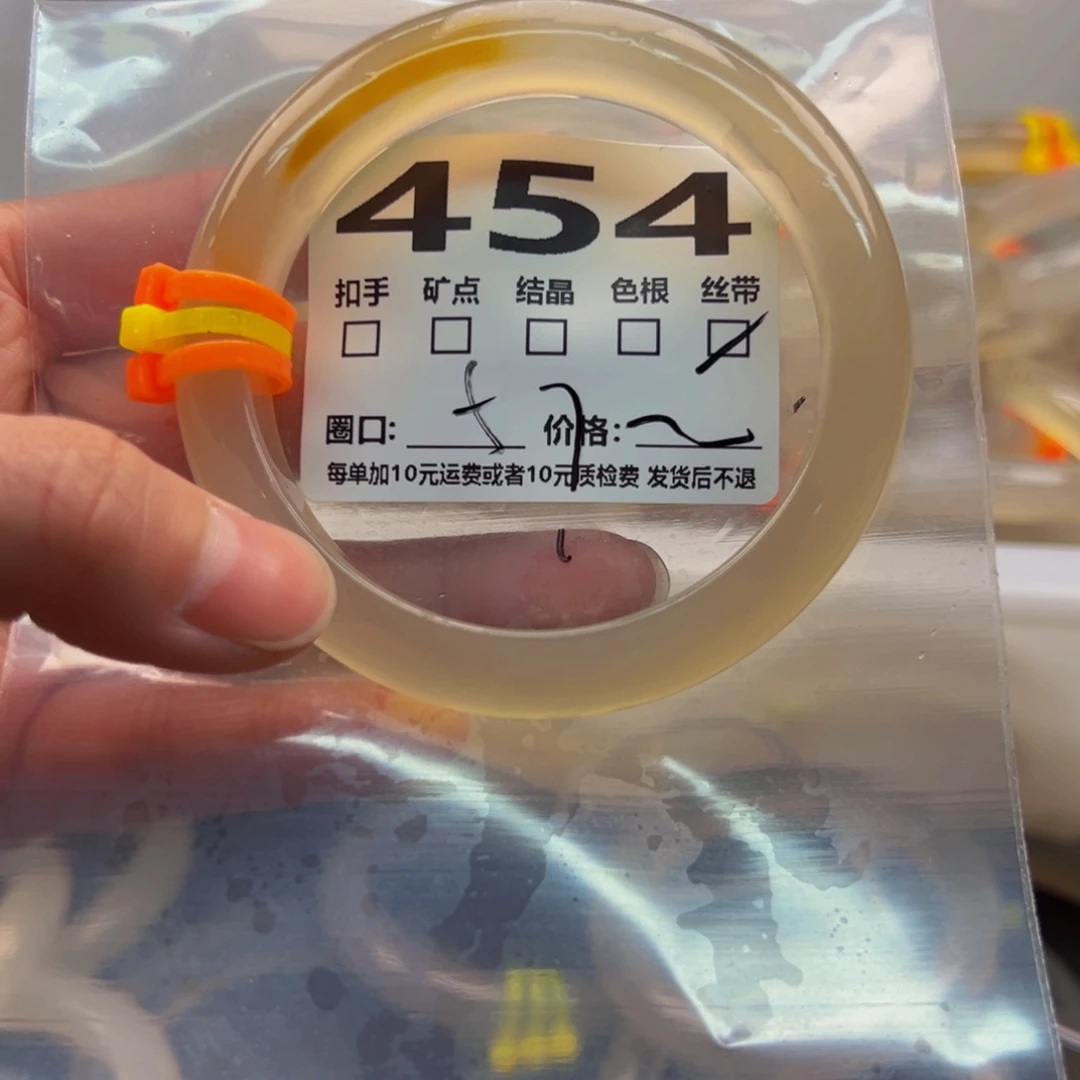 454
扣手 矿点 结晶 色根 丝带
圈口: 价格:
每单加10元运费或者10元质检费 发货后不退